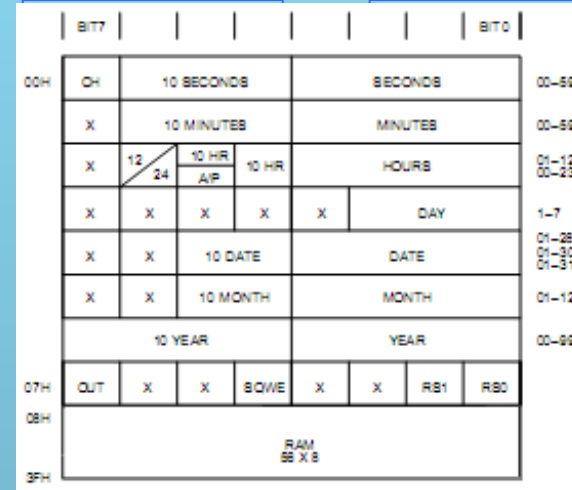 BIT7 BIT0
00H CH 10 SECONDS SECONDS 00–59
X 10 MINUTES MINUTES 00–59
X 12/24 10 HR A/P 10 HR HOURS 01–12 00–23
X X X X X DAY 1–7
X X 10 DATE DATE 01–28 01–30 01–31
X X 10 MONTH MONTH 01–12
10 YEAR YEAR 00–99
07H OUT X X SQWE X X RS1 RS0
08H
RAM
56 X 8
3FH